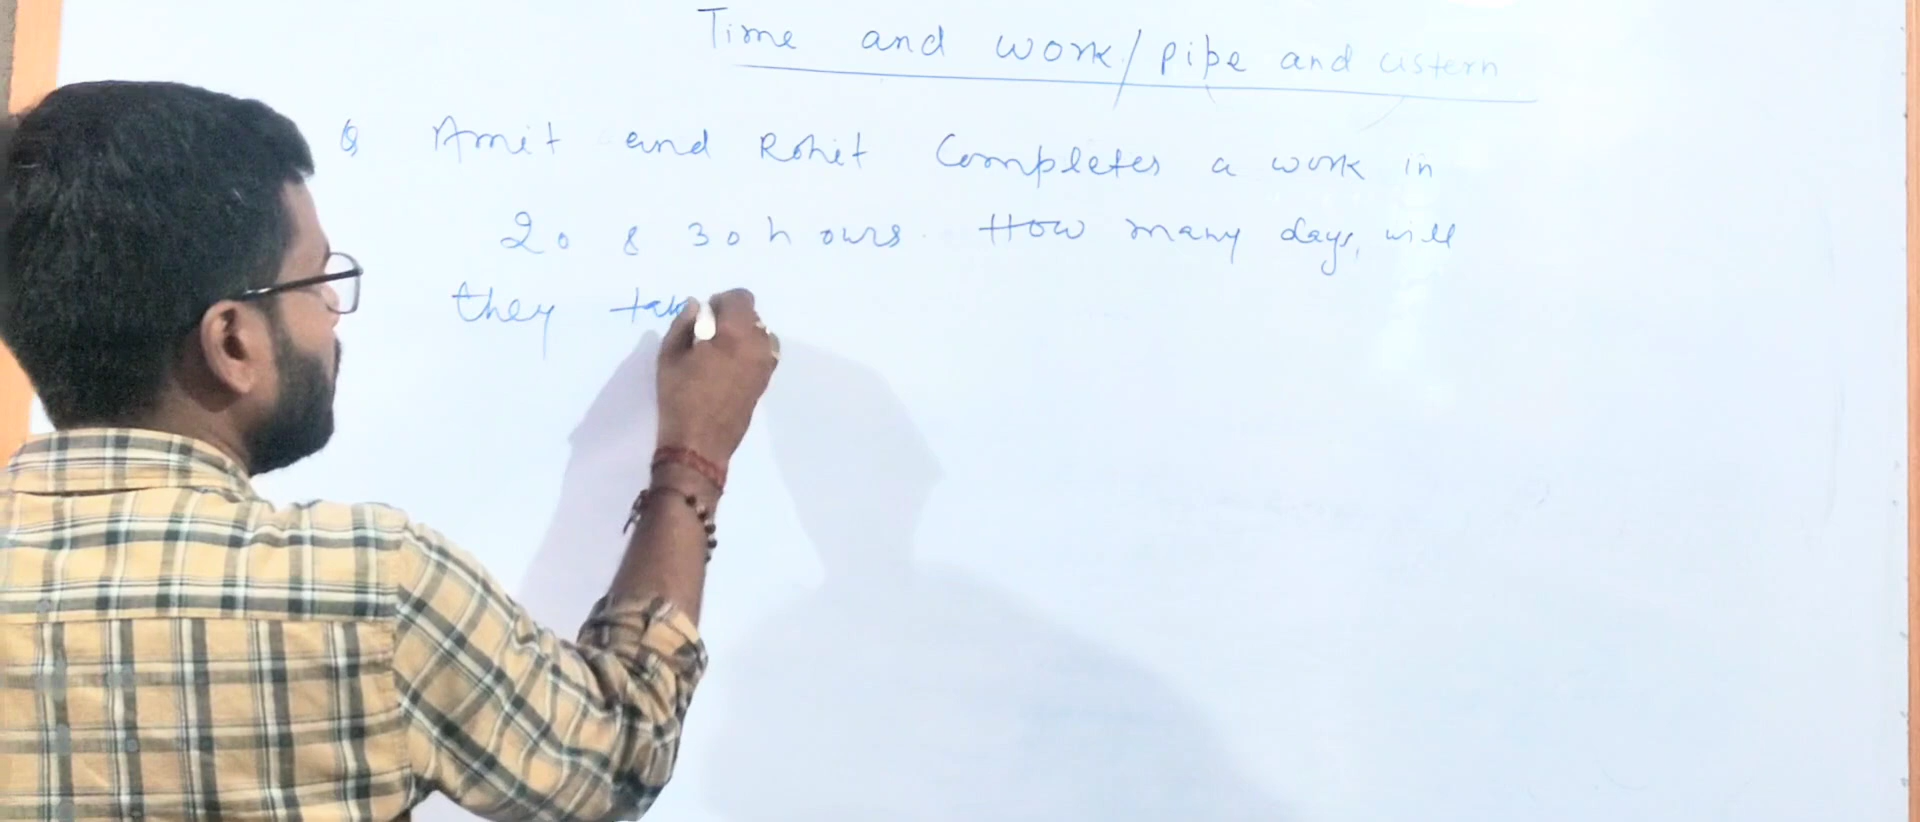 Time and work/pipe and cistern
Q Amit and Rohit Completes a work in
20 & 30 hours. How many days, will
they take